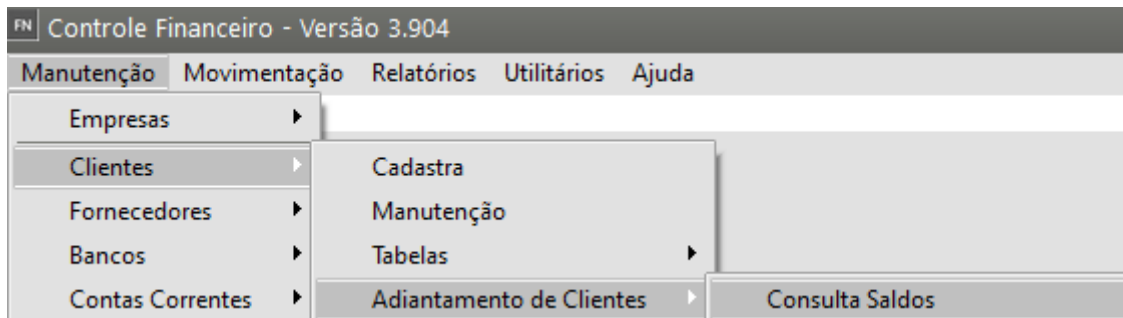 FN Controle Financeiro - Versão 3.904
Manutenção Movimentação Relatórios Utilitários Ajuda
Empresas
Clientes Cadastra
Fornecedores Manutenção
Bancos Tabelas
Contas Correntes Adiantamento de Clientes Consulta Saldos